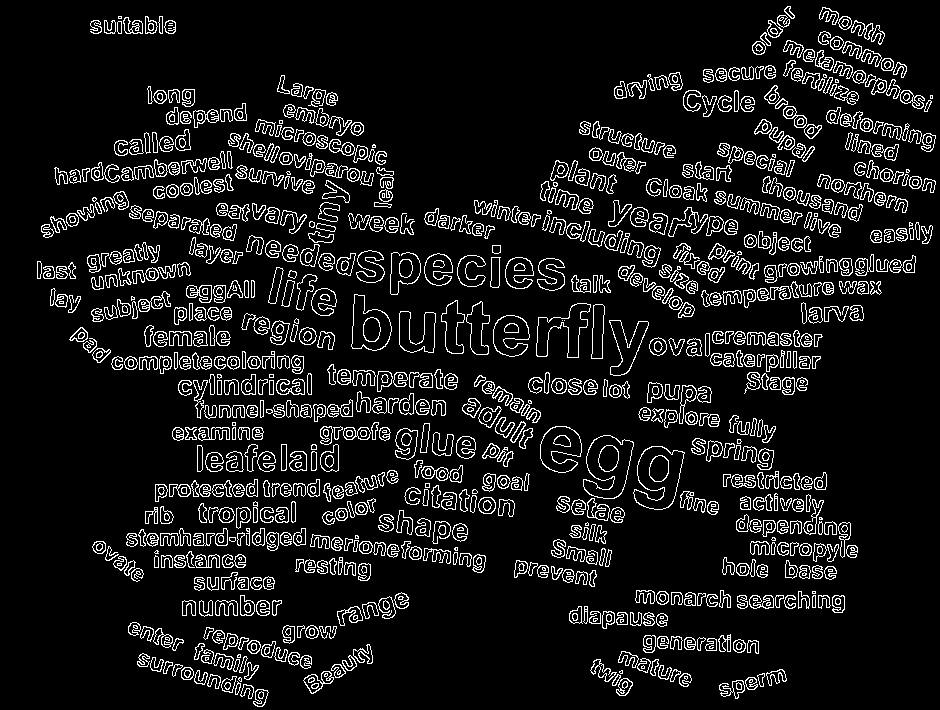 suitable
month
order
common
metamorphosi
secure
fertilize
drying
Large
long
Cycle
brood
depend
embryo
microscopic
deforming
pupal
structure
called
shelloviparou
lined
special
outer
hardCamberwell
survive
leaf
plant
start
chorion
coolest
tiny
time
Cloak
summer
thousand
northern
showing
separated
eat
vary
week
darker
winter
including
year
type
live
easily
object
needed
layer
greatly
species
fixed
print
growing
glued
last
unknown
size
talk
develop
temperature
wax
lay
subject
eggAll
life
place
larva
butterfly
region
female
oval
cremaster
pad
complete
coloring
caterpillar
cylindrical
temperate
remain
close
lot
pupa
Stage
funnel-shaped
harden
adult
explore
fully
examine
groofe
glue
pit
egg
spring
leafe
laid
food
goal
restricted
protected
trend
feature
citation
setae
fine
actively
rib
tropical
color
shape
silk
depending
stem
hard-ridged
merione
forming
Small
micropyle
ovate
instance
resting
prevent
hole
base
surface
number
range
monarch
searching
diapause
enter
reproduce
grow
generation
family
surrounding
Beauty
mature
twig
sperm